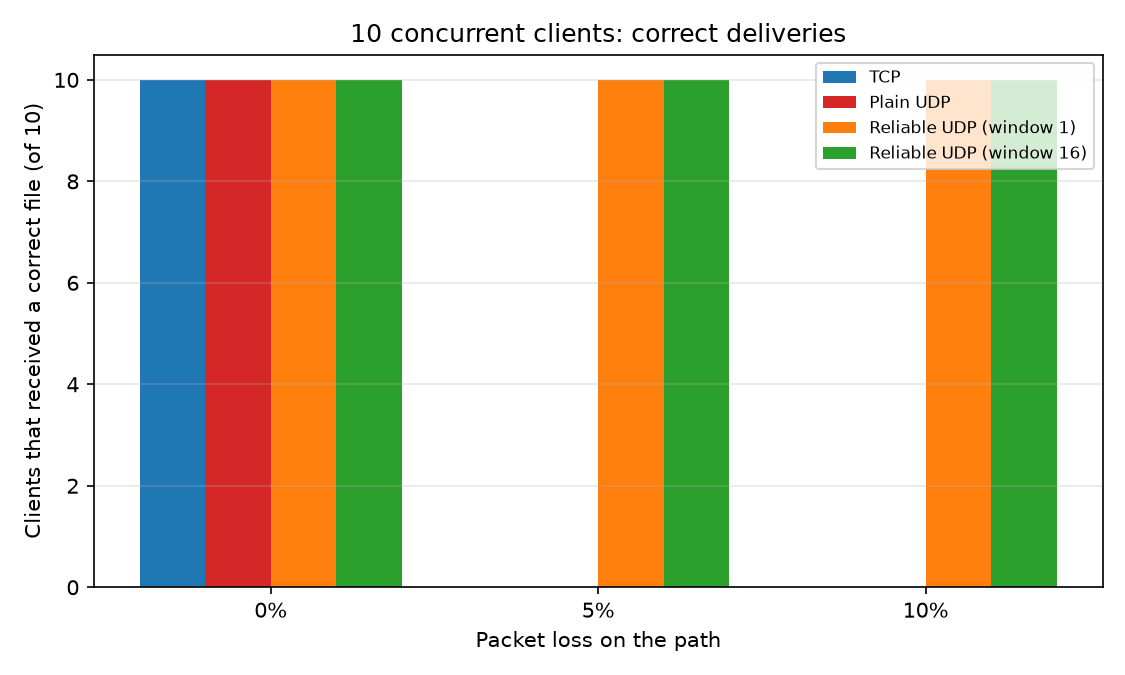 10 concurrent clients: correct deliveries
Clients that received a correct file (of 10)
10
8
6
4
2
0
TCP
Plain UDP
Reliable UDP (window 1)
Reliable UDP (window 16)
0%
5%
10%
Packet loss on the path